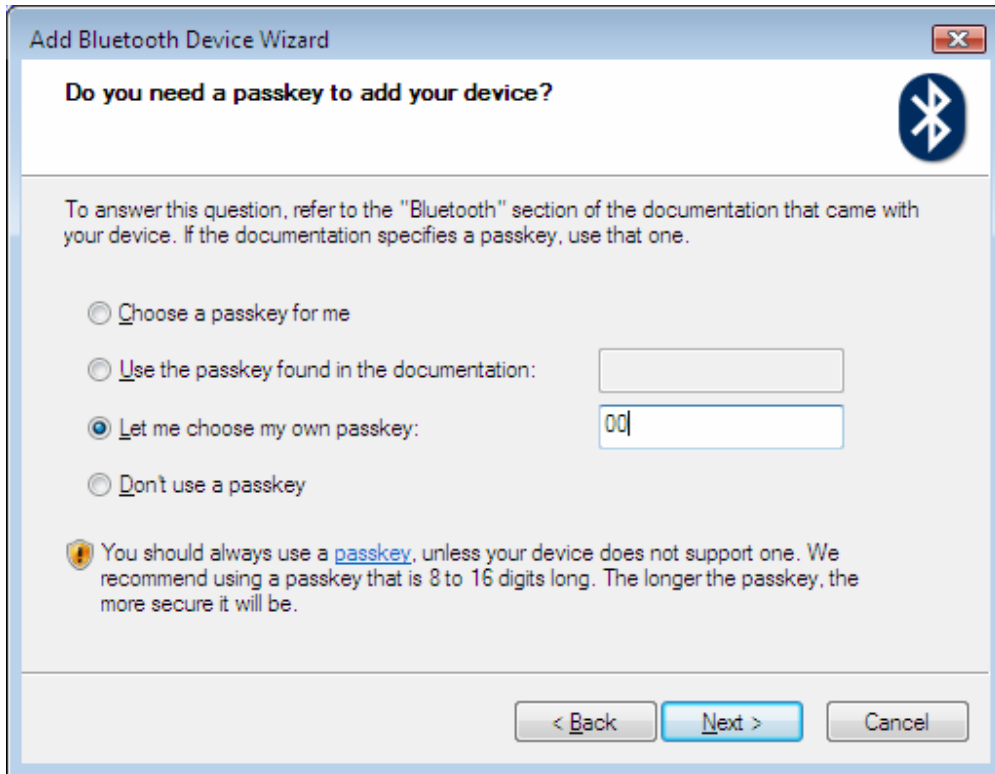 Add Bluetooth Device Wizard
Do you need a passkey to add your device?
To answer this question, refer to the "Bluetooth" section of the documentation that came with
your device. If the documentation specifies a passkey, use that one.
Choose a passkey for me
Use the passkey found in the documentation:
Let me choose my own passkey: 00
Don't use a passkey
You should always use a passkey, unless your device does not support one. We
recommend using a passkey that is 8 to 16 digits long. The longer the passkey, the
more secure it will be.
< Back Next > Cancel